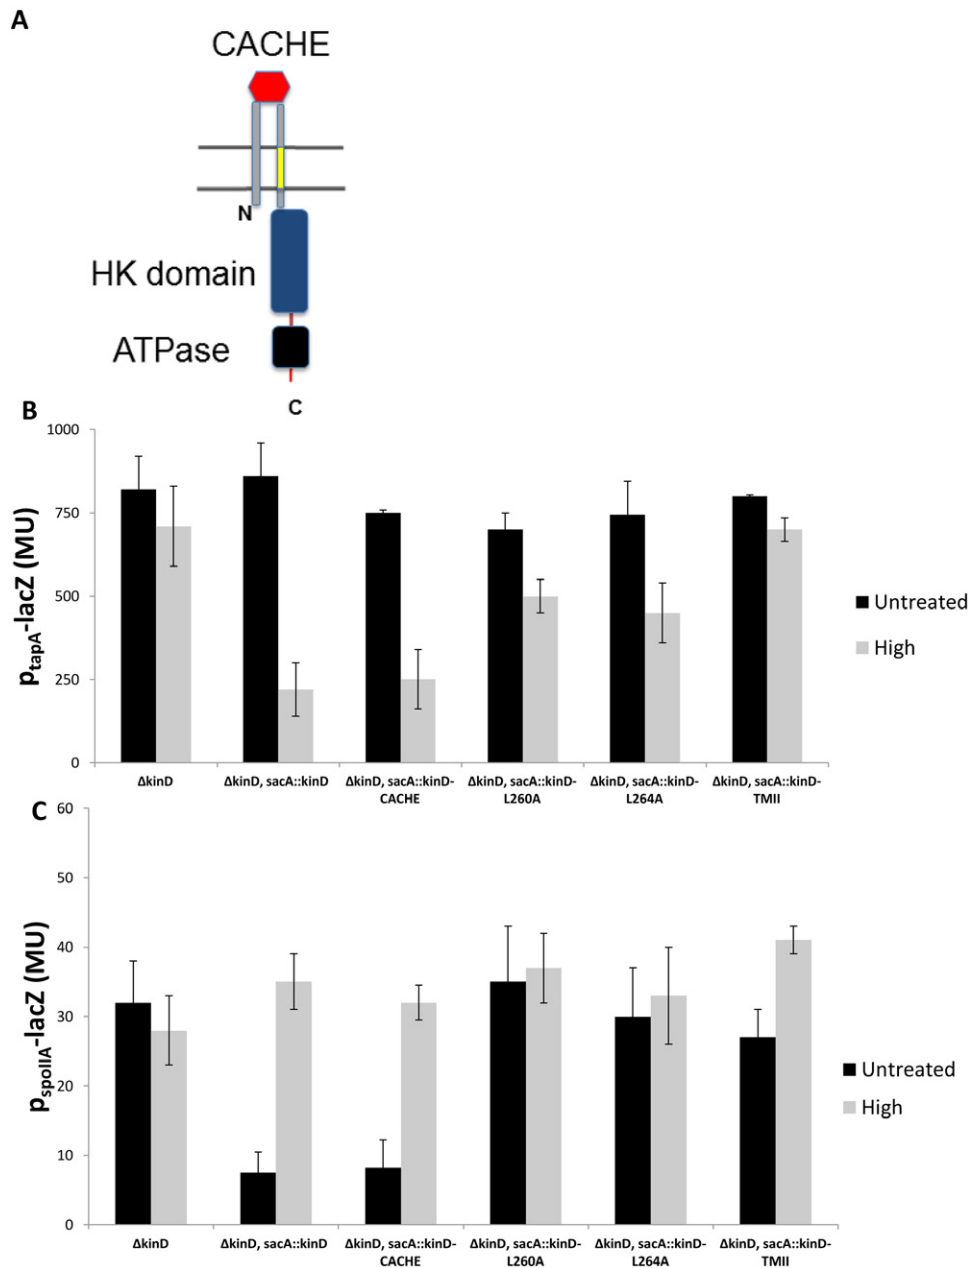 A
CACHE
N
HK domain
ATPase
C
B
1000
750
500
250
0
ptapA-lacZ (MU)
Untreated
High
ΔkinD
ΔkinD, sacA::kinD
ΔkinD, sacA::kinD-
CACHE
ΔkinD, sacA::kinD-
L260A
ΔkinD, sacA::kinD-
L264A
ΔkinD, sacA::kinD-
TMII
C
60
50
40
30
20
10
0
pspoIIA-lacZ (MU)
Untreated
High
ΔkinD
ΔkinD, sacA::kinD
ΔkinD, sacA::kinD-
CACHE
ΔkinD, sacA::kinD-
L260A
ΔkinD, sacA::kinD-
L264A
ΔkinD, sacA::kinD-
TMII